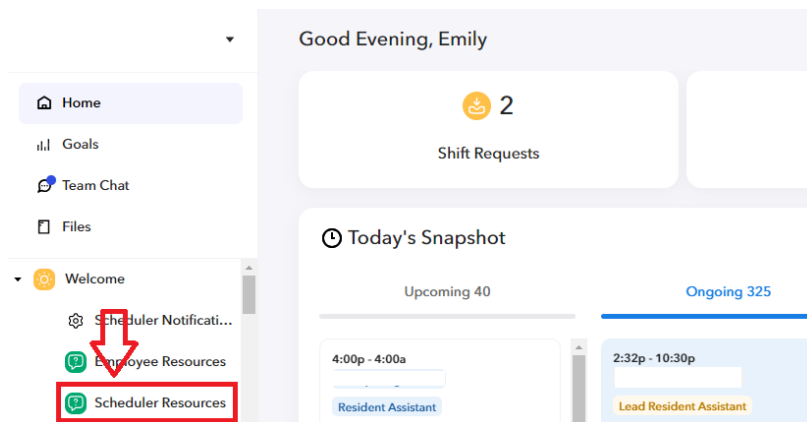 Good Evening, Emily
Home
Goals
Team Chat
Files
Welcome
Scheduler Notificati...
Employee Resources
Scheduler Resources
2
Shift Requests
Today's Snapshot
Upcoming 40
Ongoing 325
4:00p - 4:00a
Resident Assistant
2:32p - 10:30p
Lead Resident Assistant